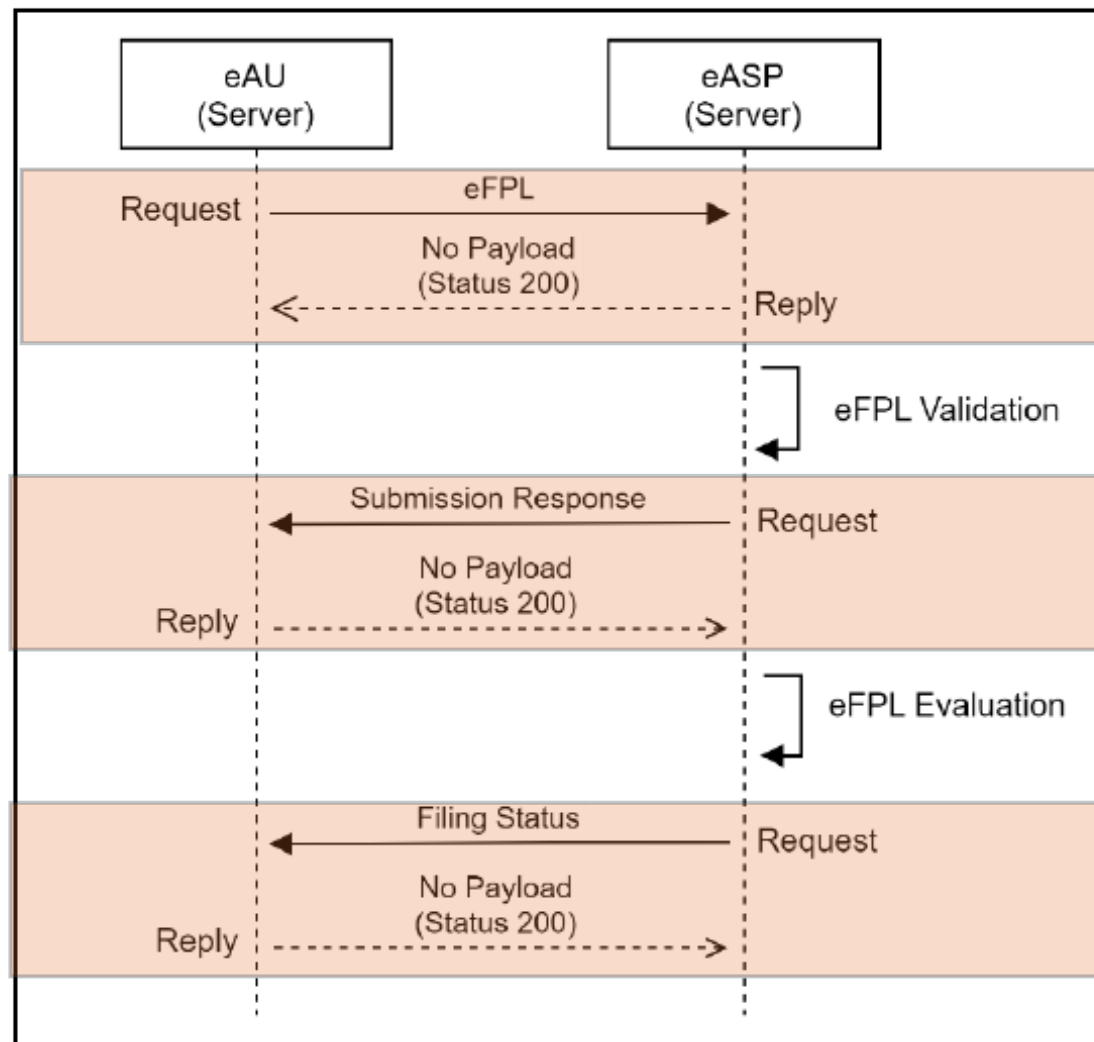 eAU
(Server)
eASP
(Server)
eFPL
Request
No Payload
(Status 200)
Reply
eFPL Validation
Submission Response
Request
No Payload
(Status 200)
Reply
eFPL Evaluation
Filing Status
Request
No Payload
(Status 200)
Reply